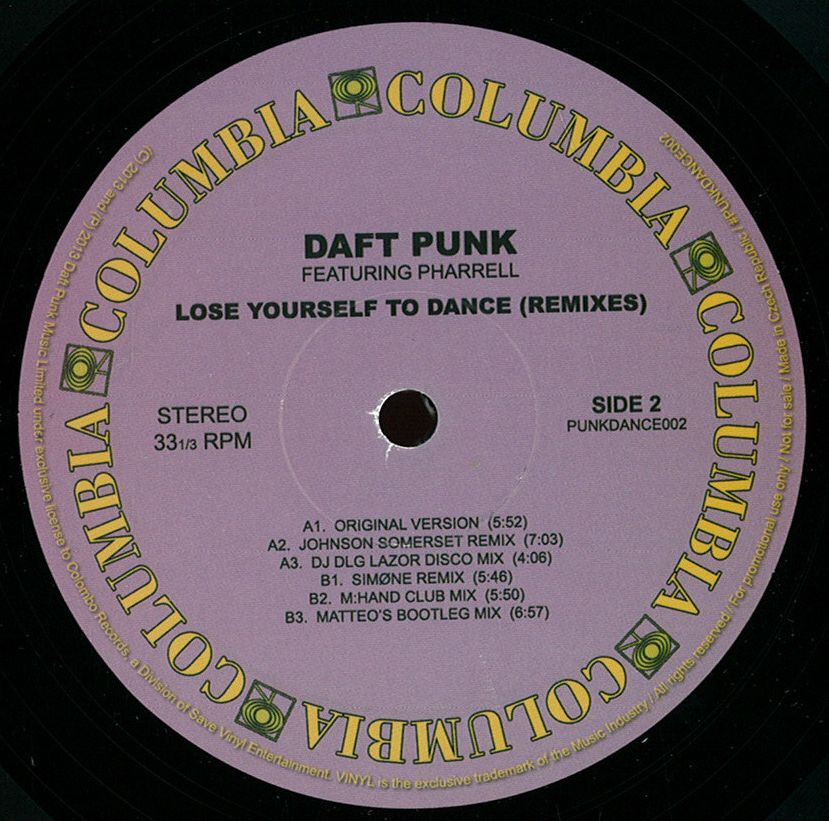 COLUMBIA COLUMBIA COLUMBIA COLUMBIA COLUMBIA COLUMBIA
DAFT PUNK
FEATURING PHARRELL
LOSE YOURSELF TO DANCE (REMIXES)
STEREO
33 1/3 RPM
SIDE 2
PUNKDANCE002
A1. ORIGINAL VERSION (5:52)
A2. JOHNSON SOMERSET REMIX (7:03)
A3. DJ DLG LAZOR DISCO MIX (4:06)
B1. SIMØNE REMIX (5:46)
B2. M:HAND CLUB MIX (5:50)
B3. MATTEO'S BOOTLEG MIX (6:57)
(C) 2013 and (P) 2013 Daft Punk Music Limited under exclusive license to Colombo Records, a Division of Save Vinyl Entertainment. VINYL is the exclusive trademark of the Music Industry / All rights reserved / For promotional use only / Not for sale / Made in Czech Republic / #PUNKDANCE002